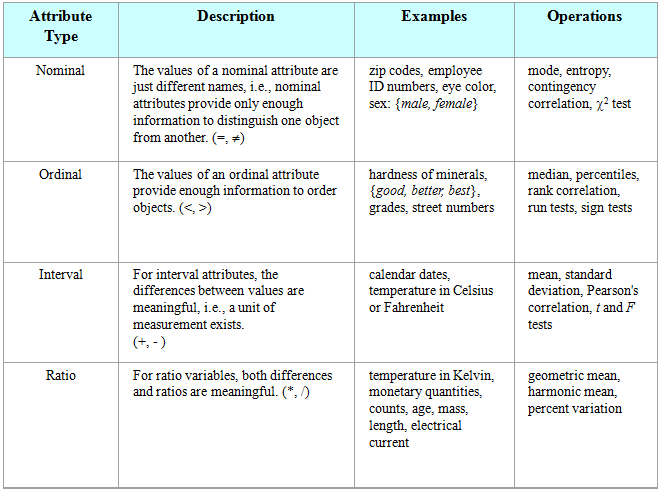 Attribute Type
Description
Examples
Operations
Nominal
The values of a nominal attribute are
just different names, i.e., nominal
attributes provide only enough
information to distinguish one object
from another. (=, ≠)
zip codes, employee
ID numbers, eye color,
sex: {male, female}
mode, entropy,
contingency
correlation, χ² test
Ordinal
The values of an ordinal attribute
provide enough information to order
objects. (<, >)
hardness of minerals,
{good, better, best},
grades, street numbers
median, percentiles,
rank correlation,
run tests, sign tests
Interval
For interval attributes, the
differences between values are
meaningful, i.e., a unit of
measurement exists.
(+, - )
calendar dates,
temperature in Celsius
or Fahrenheit
mean, standard
deviation, Pearson's
correlation, t and F
tests
Ratio
For ratio variables, both differences
and ratios are meaningful. (*, /)
temperature in Kelvin,
monetary quantities,
counts, age, mass,
length, electrical
current
geometric mean,
harmonic mean,
percent variation